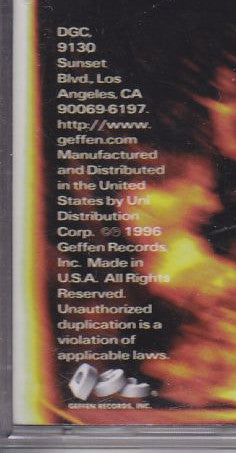 DGC,
9130
Sunset
Blvd., Los
Angeles, CA
90069-6197.
http://www.
geffen.com
Manufactured
and Distributed
in the United
States by Uni
Distribution
Corp. ©℗ 1996
Geffen Records,
Inc. Made in
U.S.A. All Rights
Reserved.
Unauthorized
duplication is a
violation of
applicable laws.
DGC ®
GEFFEN RECORDS, INC.